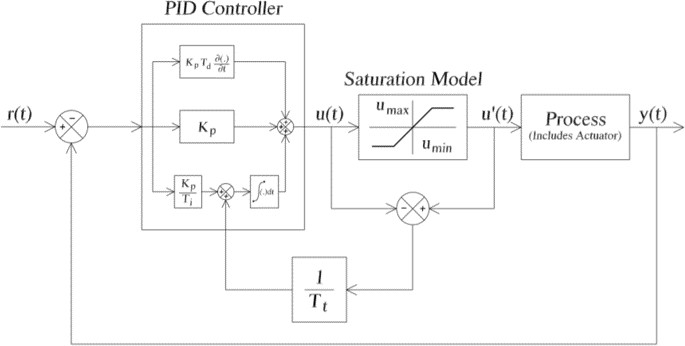 PID Controller
K_p T_d ∂(.)/∂t
Saturation Model
r(t)
+ −
K_p
+ + +
u(t)
u_max
u_min
u'(t)
Process
(Includes Actuator)
y(t)
K_p/T_i
+ +
∫(.)dt
− +
1/T_t